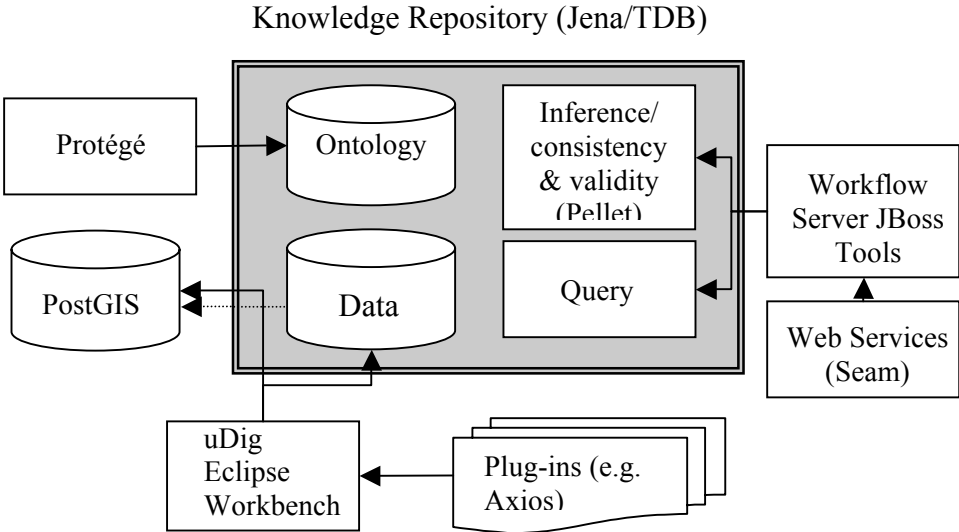 Knowledge Repository (Jena/TDB)
Protégé
Ontology
Inference/
consistency
& validity
(Pellet)
Workflow
Server JBoss
Tools
PostGIS
Data
Query
Web Services
(Seam)
uDig
Eclipse
Workbench
Plug-ins (e.g.
Axios)